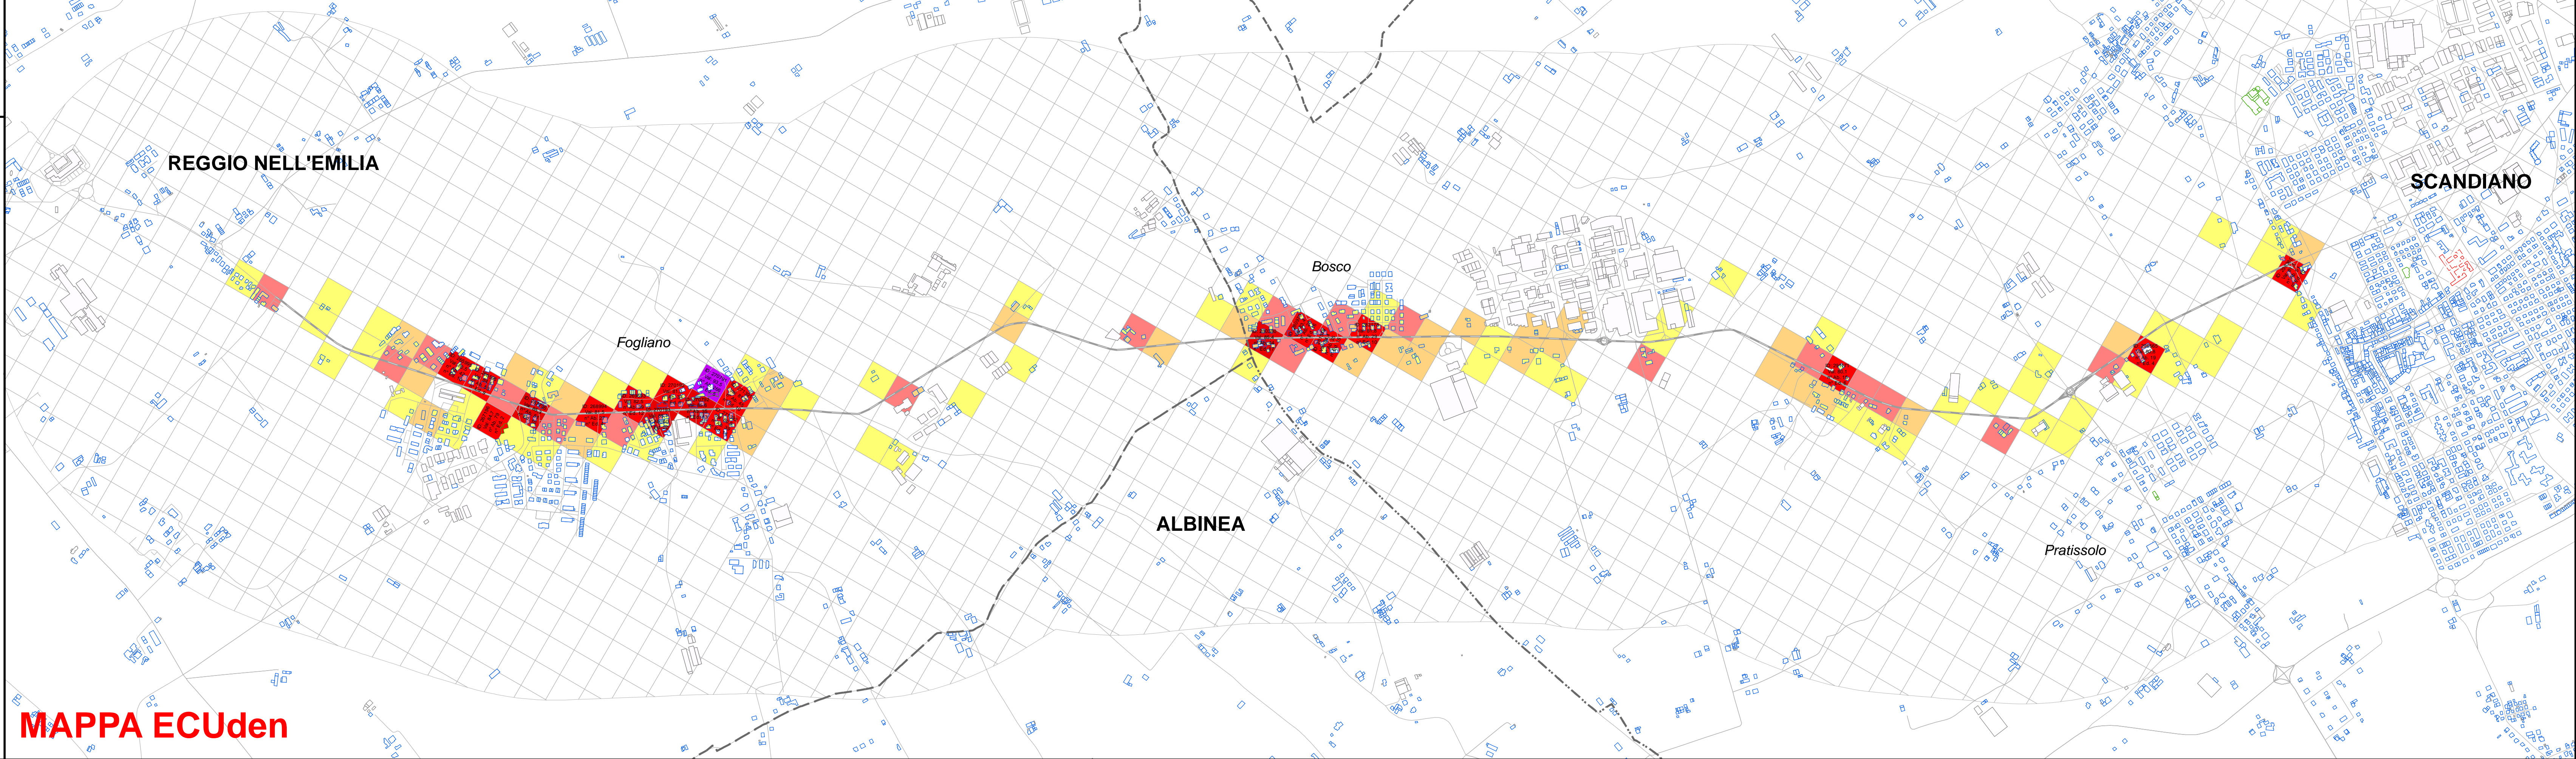 REGGIO NELL'EMILIA
SCANDIANO
Bosco
Fogliano
ALBINEA
Pratissolo
MAPPA ECUden